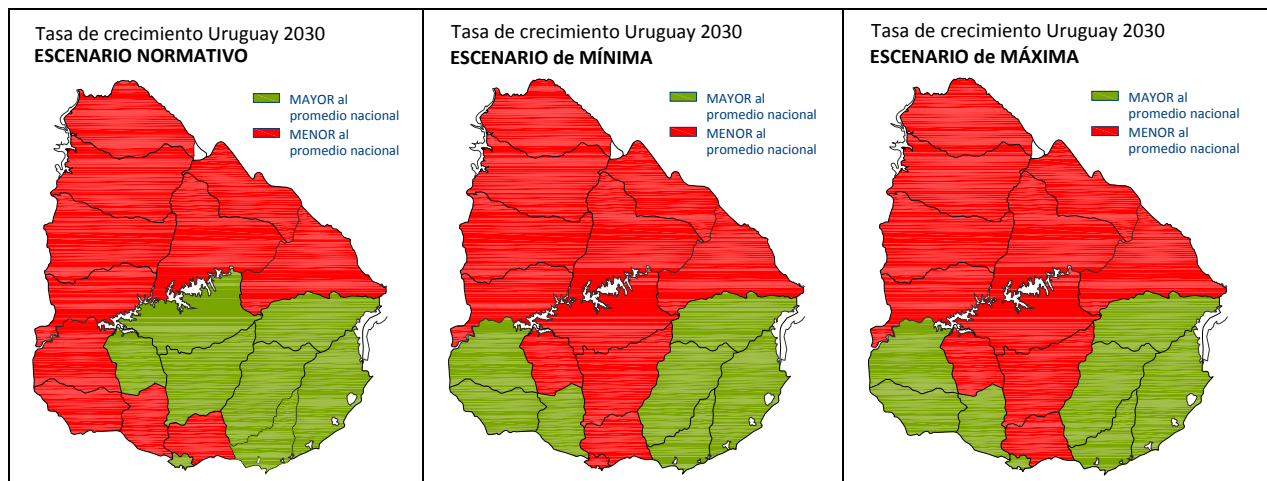 Tasa de crecimiento Uruguay 2030
ESCENARIO NORMATIVO
MAYOR al
promedio nacional
MENOR al
promedio nacional
Tasa de crecimiento Uruguay 2030
ESCENARIO de MÍNIMA
MAYOR al
promedio nacional
MENOR al
promedio nacional
Tasa de crecimiento Uruguay 2030
ESCENARIO de MÁXIMA
MAYOR al
promedio nacional
MENOR al
promedio nacional